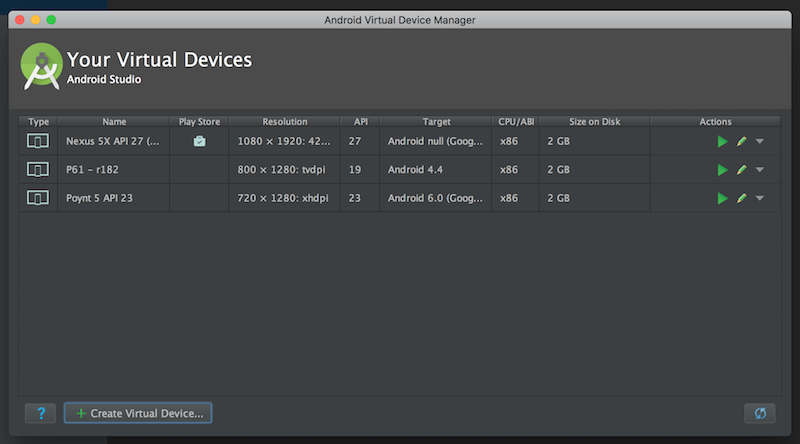 Android Virtual Device Manager
Your Virtual Devices
Android Studio
Type Name Play Store Resolution API Target CPU/ABI Size on Disk Actions
Nexus 5X API 27 (... 1080 × 1920: 42... 27 Android null (Goog... x86 2 GB
P61 – r182 800 × 1280: tvdpi 19 Android 4.4 x86 2 GB
Poynt 5 API 23 720 × 1280: xhdpi 23 Android 6.0 (Goog... x86 2 GB
? + Create Virtual Device...